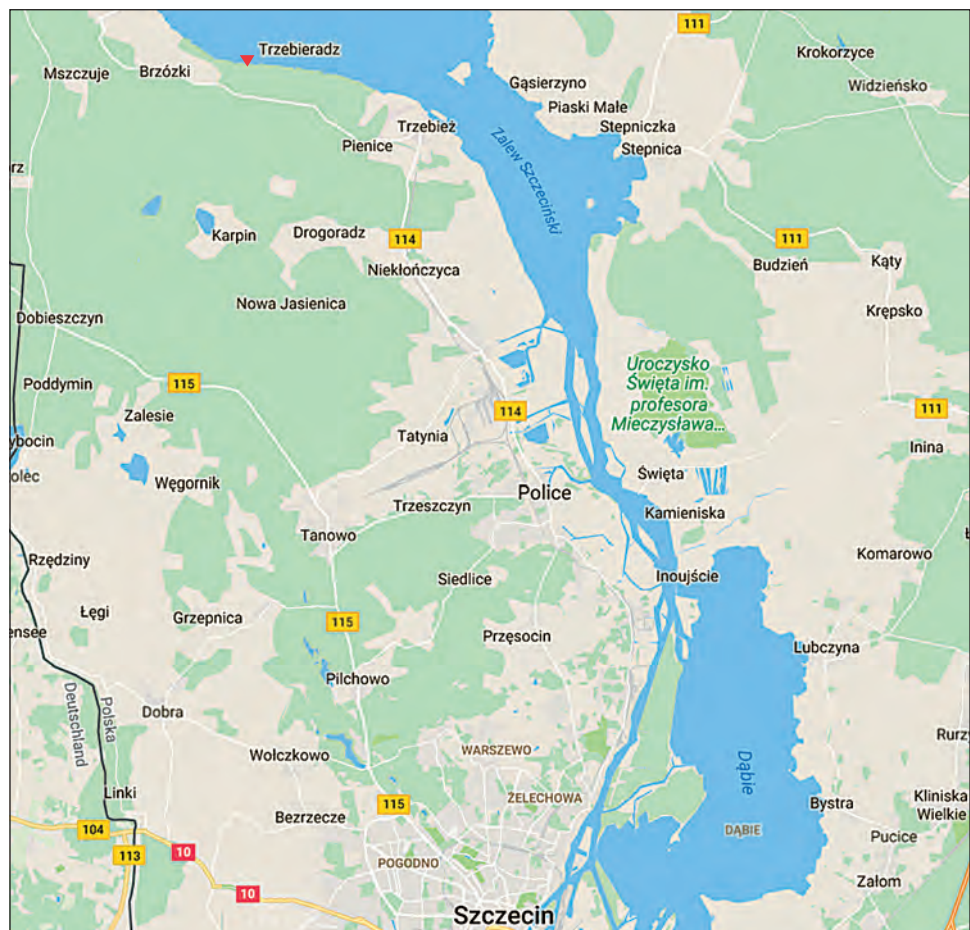 111
Trzebieradz
Krokorzyce
Mszczuje
Brzózki
Gąsierzyno
Widzieńsko
Piaski Małe
Trzebież
Stepniczka
Pienice
Stepnica
Zalew Szczeciński
Karpin
Drogoradz
114
111
Niekłończyca
Budzień
Kąty
Nowa Jasienica
Krępsko
Dobieszczyn
Uroczysko
Święta im.
profesora
Mieczysława...
Poddymin
115
Zalesie
114
111
Tatynia
Inina
Węgornik
Święta
Police
Trzeszczyn
Kamieniska
Tanowo
Rzędziny
Komarowo
Siedlice
Inoujście
Łęgi
Grzepnica
115
Przęsocin
Lubczyna
Pilchowo
Polska
Deutschland
Dobra
Wołczkowo
WARSZEWO
Dąbie
Linki
ŻELECHOWA
Bystra
Kliniska
Wielkie
115
Bezrzecze
104
DĄBIE
Pucice
113
10
POGODNO
10
Załom
Szczecin